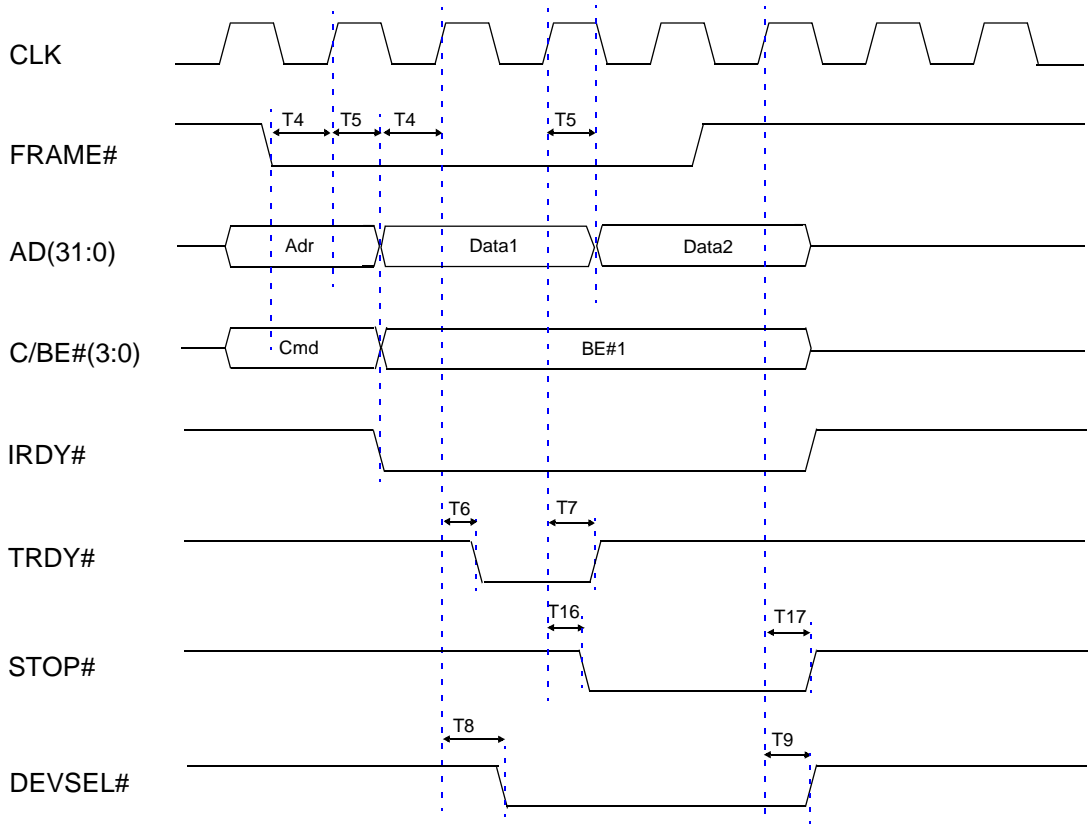 CLK
T4 T5 T4 T5
FRAME#
AD(31:0)
Adr Data1 Data2
C/BE#(3:0)
Cmd BE#1
IRDY#
T6 T7
TRDY#
T16 T17
STOP#
T8 T9
DEVSEL#